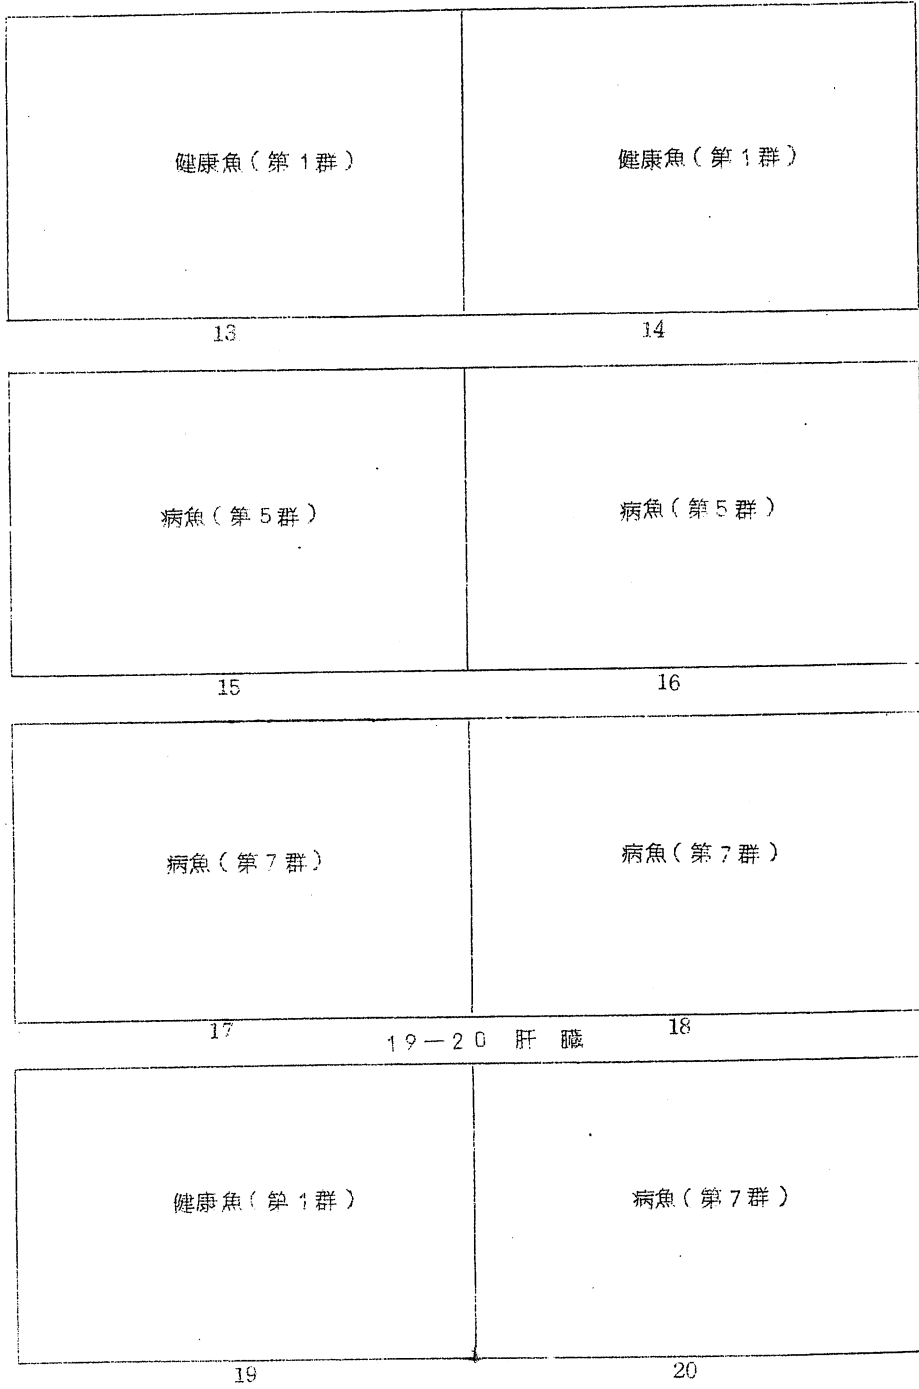 健康魚(第1群) 健康魚(第1群)
13 14
病魚(第5群) 病魚(第5群)
15 16
病魚(第7群) 病魚(第7群)
17 18
19-20 肝臓
健康魚(第1群) 病魚(第7群)
19 20